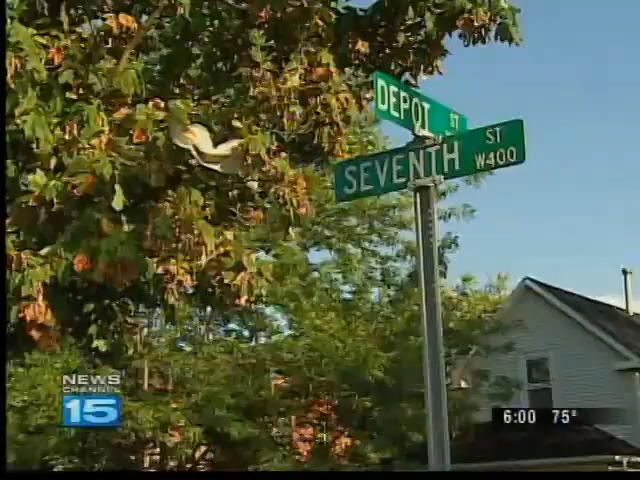 DEPOT ST
SEVENTH ST W400
NEWS
CHANNEL
15
6:00 75°